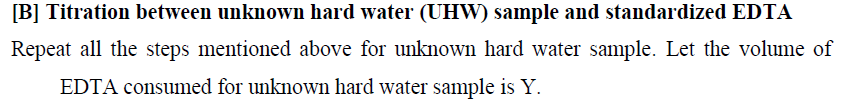 [B] Titration between unknown hard water (UHW) sample and standardized EDTA
Repeat all the steps mentioned above for unknown hard water sample. Let the volume of
EDTA consumed for unknown hard water sample is Y.